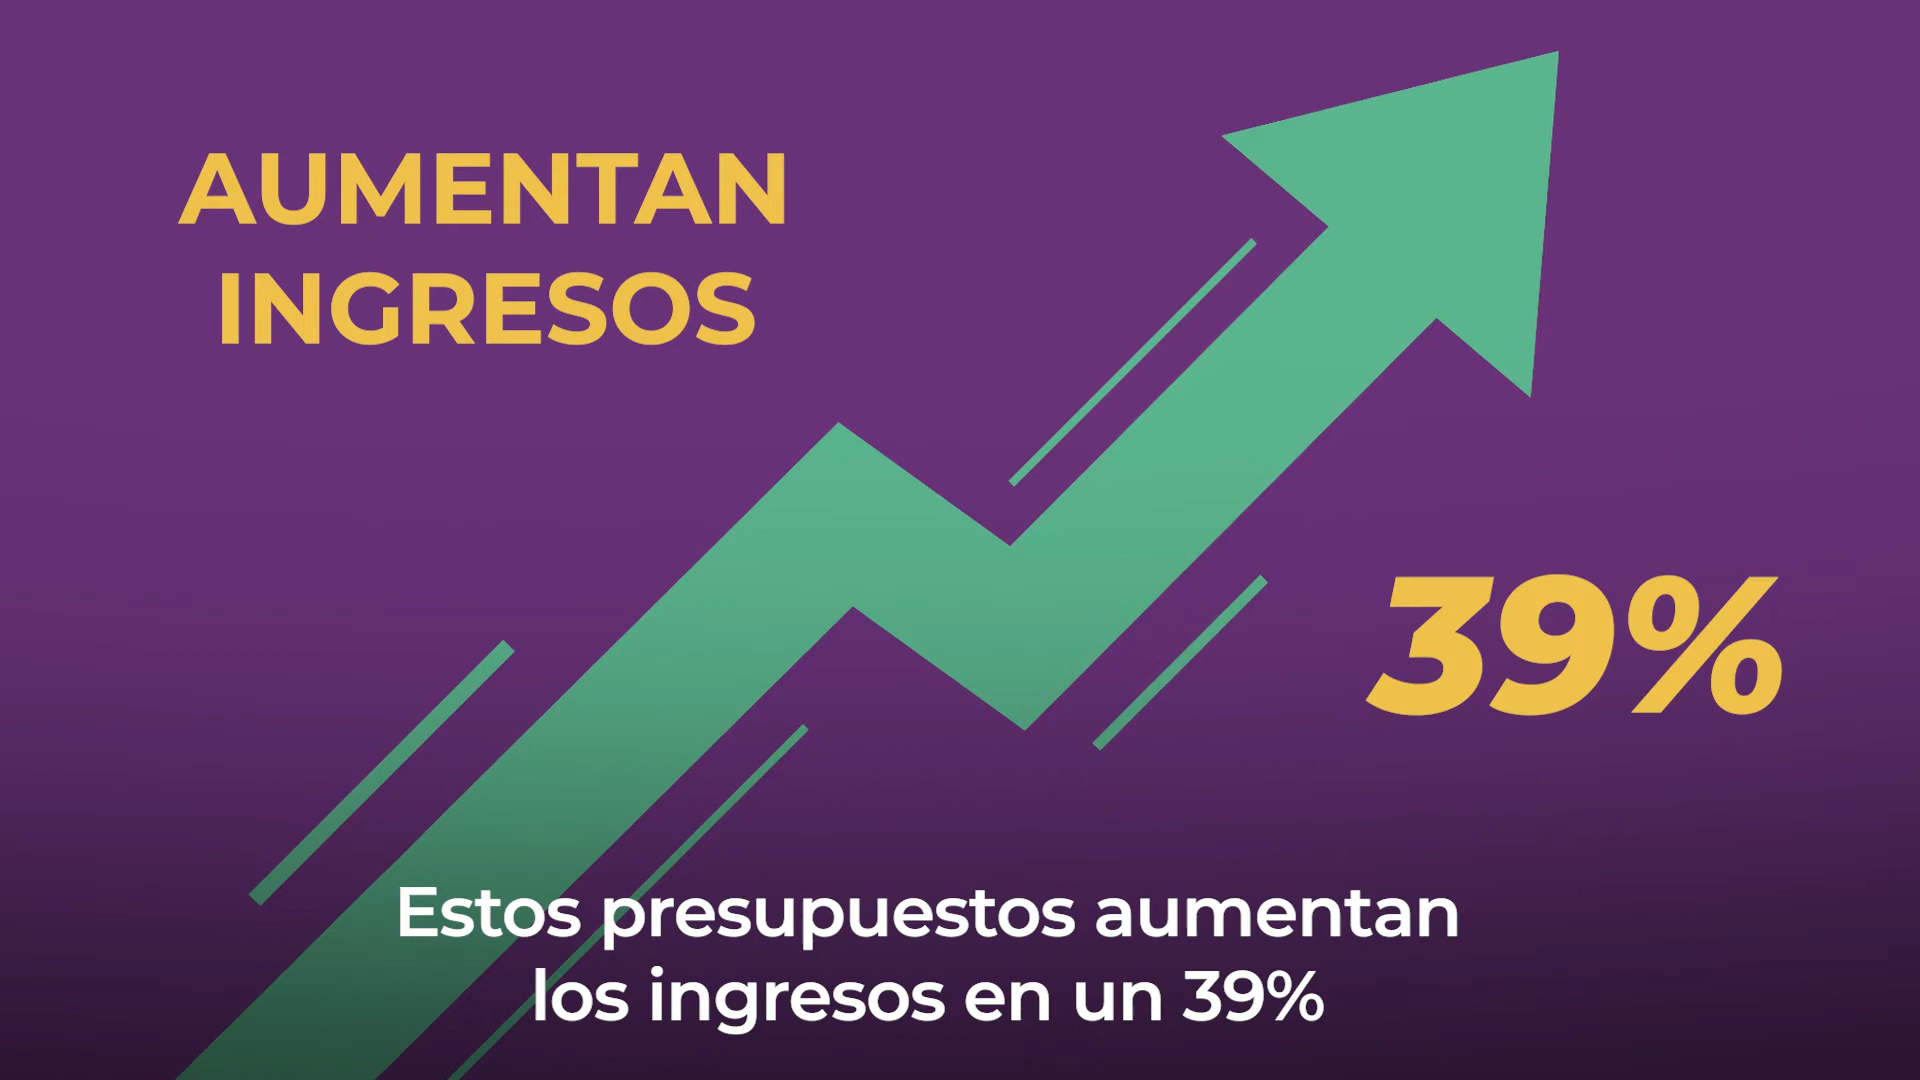 AUMENTAN
INGRESOS
39%
Estos presupuestos aumentan
los ingresos en un 39%